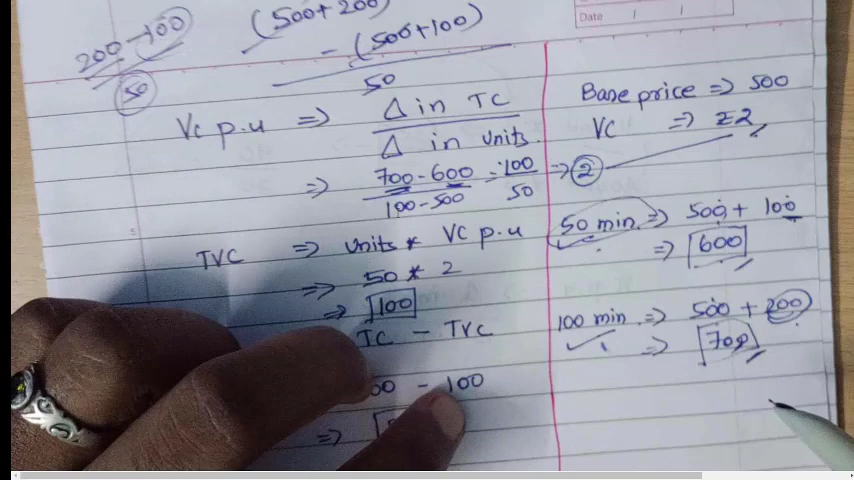 Date / /
200 - 100
50
(500+200)
- (500+100)
50
VC p.u => Δ in TC
Δ in units.
=> 700 - 600 = 100 => 2
100 - 500 50
TVC => units * VC p.u
=> 50 * 2
=> 100
TC - TVC
00 - 100
=>
Base price => 500
VC => ₹2
50 min => 500 + 100
=> 600
100 min => 500 + 200
=> 700